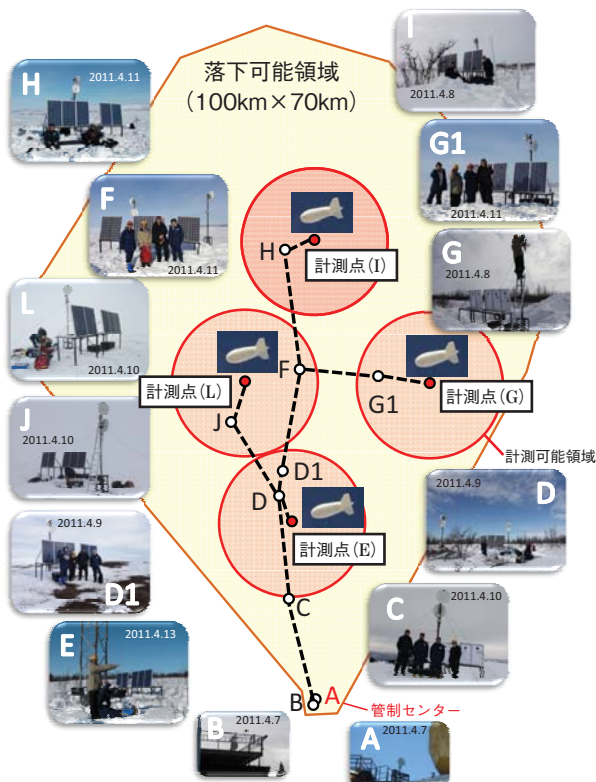 I
2011.4.8
H
2011.4.11
落下可能領域
(100km×70km)
G1
2011.4.11
F
2011.4.11
G
2011.4.8
H
計測点(I)
L
2011.4.10
F
計測点(L)
G1
計測点(G)
J
2011.4.10
J
計測可能領域
D1
D
2011.4.9
D
2011.4.9
D1
計測点(E)
C
2011.4.10
C
E
2011.4.13
B
A
管制センター
B
2011.4.7
A
2011.4.7